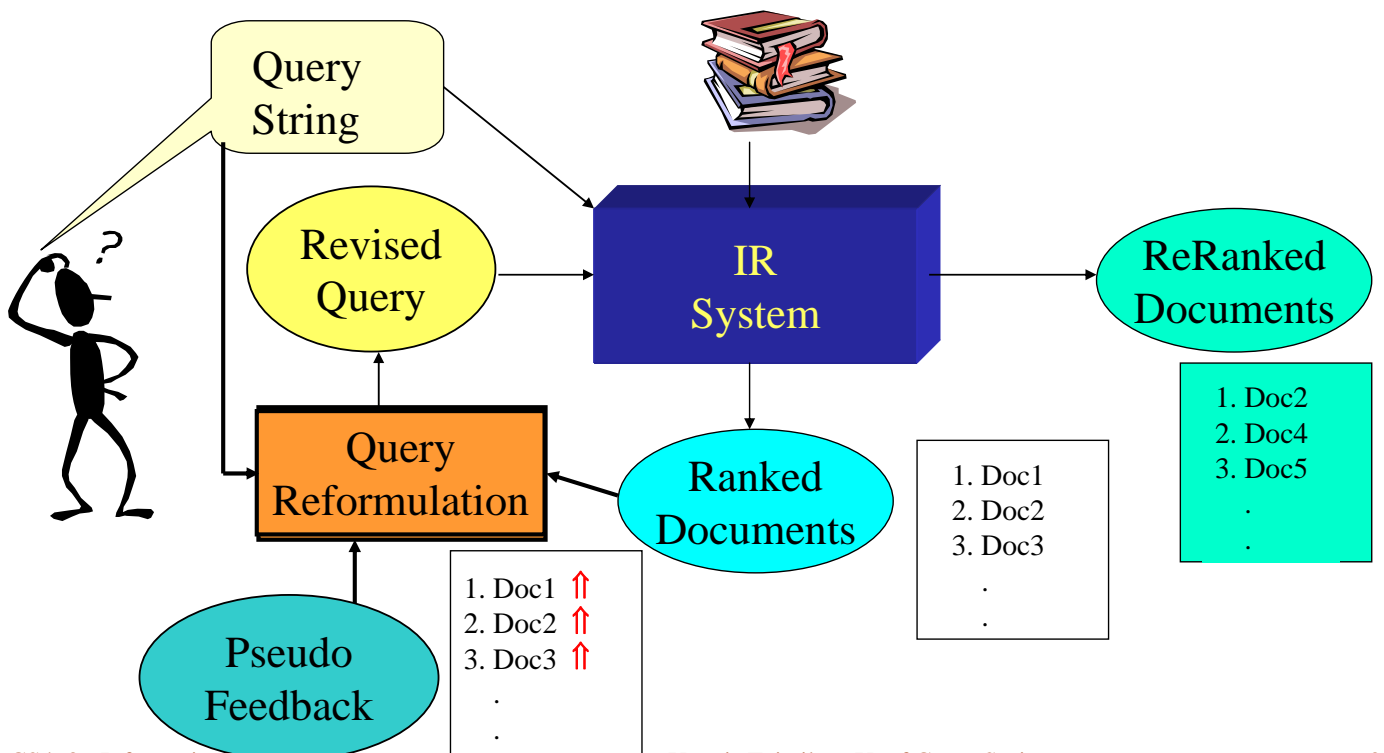 Query
String
?
Revised
Query
IR
System
ReRanked
Documents
1. Doc2
2. Doc4
3. Doc5
.
.
Query
Reformulation
Ranked
Documents
1. Doc1
2. Doc2
3. Doc3
.
.
1. Doc1 ⇑
2. Doc2 ⇑
3. Doc3 ⇑
.
.
Pseudo
Feedback